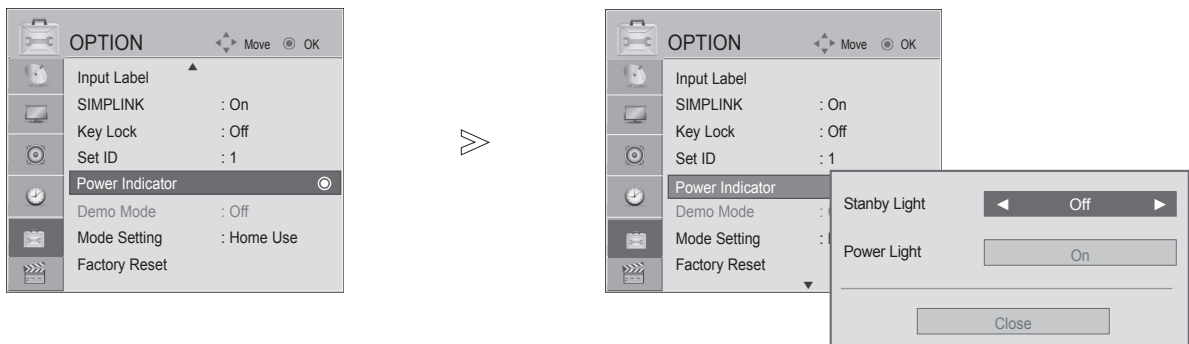 OPTION Move OK
Input Label
SIMPLINK : On
Key Lock : Off
Set ID : 1
Power Indicator
Demo Mode : Off
Mode Setting : Home Use
Factory Reset
OPTION Move OK
Input Label
SIMPLINK : On
Key Lock : Off
Set ID : 1
Power Indicator
Demo Mode :
Mode Setting :
Factory Reset
Stanby Light ◄ Off ►
Power Light On
Close